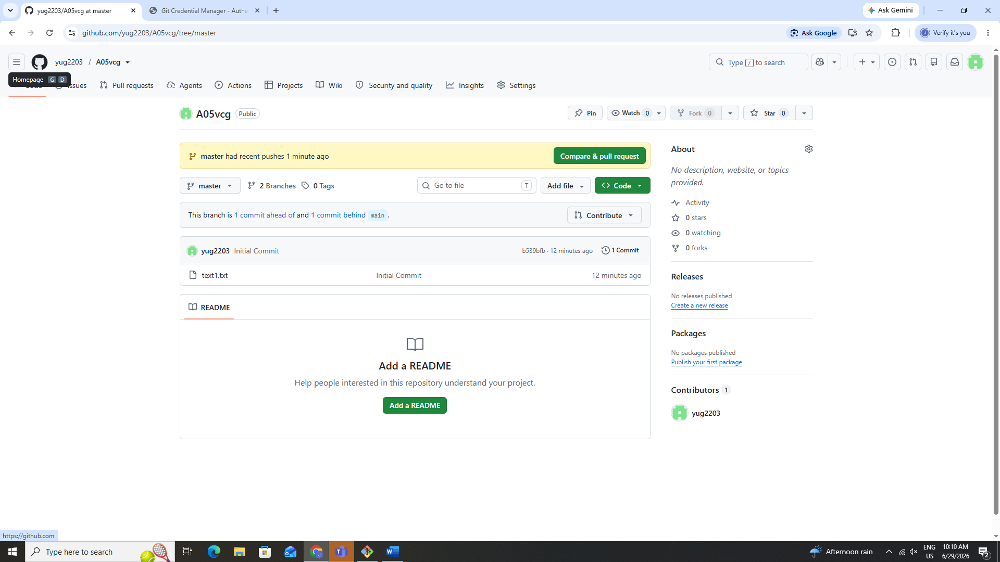 yug2203/A05vcg at master
Git Credential Manager - Authe
Ask Gemini
github.com/yug2203/A05vcg/tree/master
Ask Google
J
Verify it's you
yug2203 / A05vcg
Type / to search
Homepage G D
Issues
Pull requests
Agents
Actions
Projects
Wiki
Security and quality
Insights
Settings
A05vcg
Public
Pin
Watch 0
Fork 0
Star 0
master had recent pushes 1 minute ago
Compare & pull request
master
2 Branches
0 Tags
Go to file
T
Add file
Code
This branch is 1 commit ahead of and 1 commit behind main .
Contribute
yug2203 Initial Commit
b539bfb · 12 minutes ago
1 Commit
text1.txt
Initial Commit
12 minutes ago
README
Add a README
Help people interested in this repository understand your project.
Add a README
About
No description, website, or topics
provided.
Activity
0 stars
0 watching
0 forks
Releases
No releases published
Create a new release
Packages
No packages published
Publish your first package
Contributors 1
yug2203
https://github.com
Type here to search
Afternoon rain
ENG
US
10:10 AM
6/29/2026
2